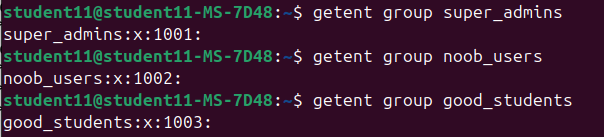 student11@student11-MS-7D48:~$ getent group super_admins
super_admins:x:1001:
student11@student11-MS-7D48:~$ getent group noob_users
noob_users:x:1002:
student11@student11-MS-7D48:~$ getent group good_students
good_students:x:1003: